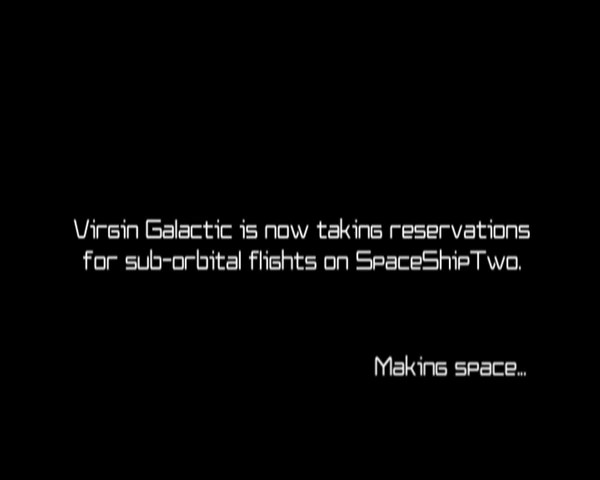 Virgin Galactic is now taking reservations
for sub-orbital flights on SpaceShipTwo.
Making space...